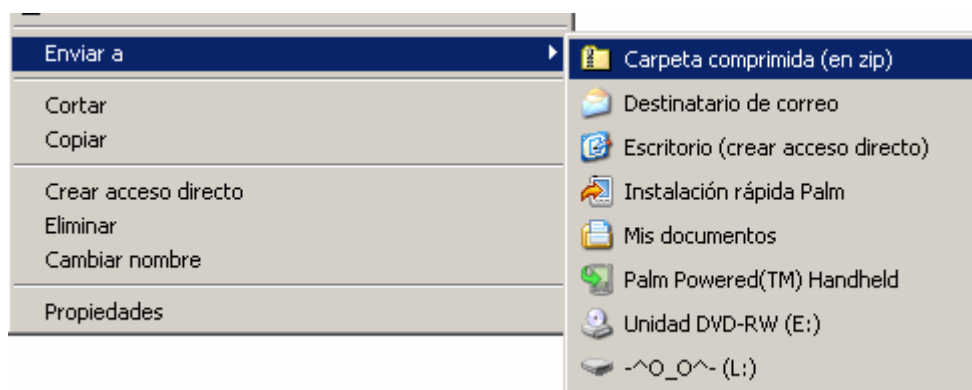 Enviar a
Cortar
Copiar
Crear acceso directo
Eliminar
Cambiar nombre
Propiedades
Carpeta comprimida (en zip)
Destinatario de correo
Escritorio (crear acceso directo)
Instalación rápida Palm
Mis documentos
Palm Powered(TM) Handheld
Unidad DVD-RW (E:)
-^O_O^- (L:)